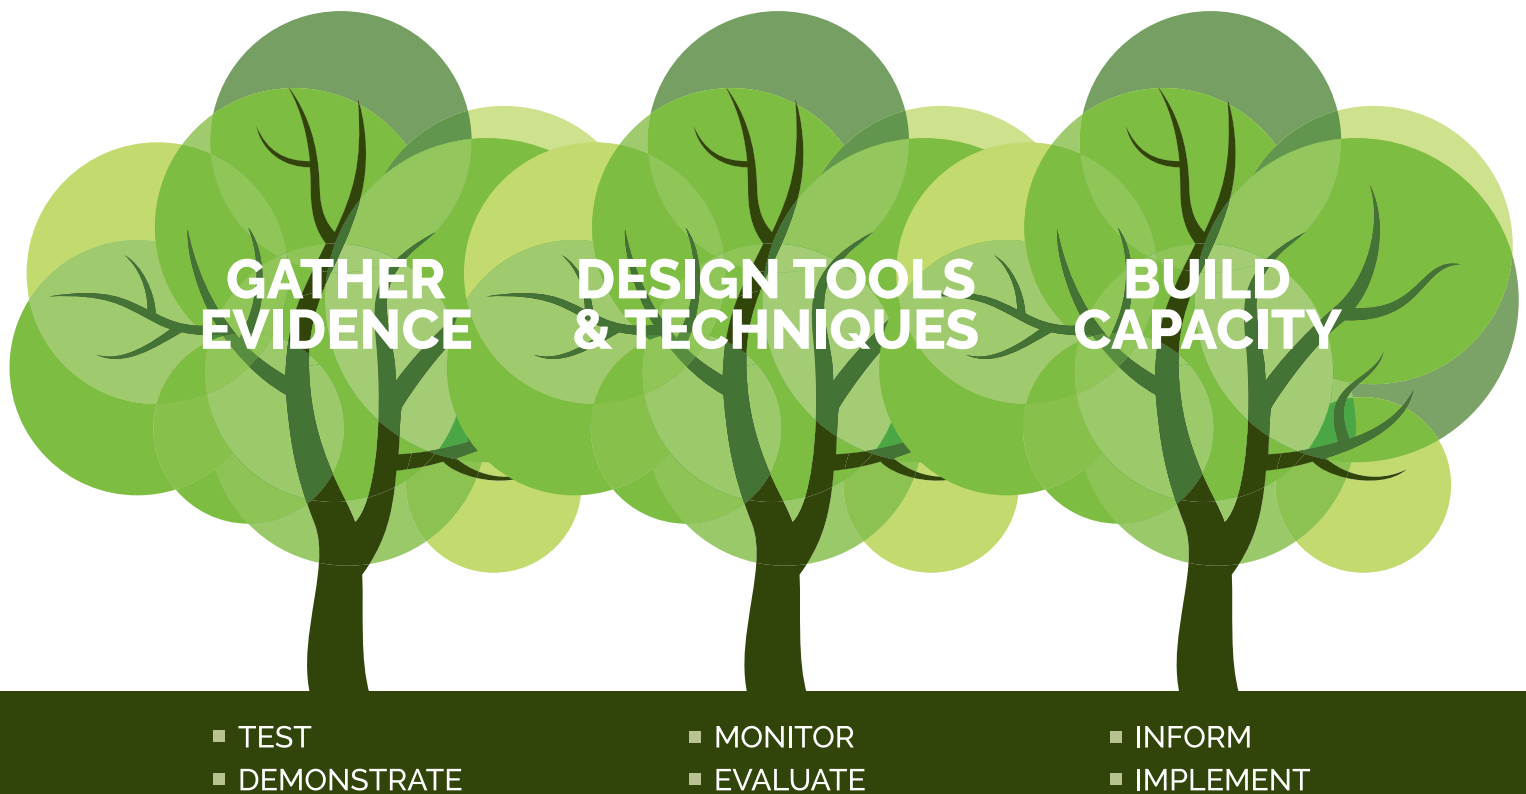 GATHER
EVIDENCE
DESIGN TOOLS
& TECHNIQUES
BUILD
CAPACITY
TEST
DEMONSTRATE
MONITOR
EVALUATE
INFORM
IMPLEMENT